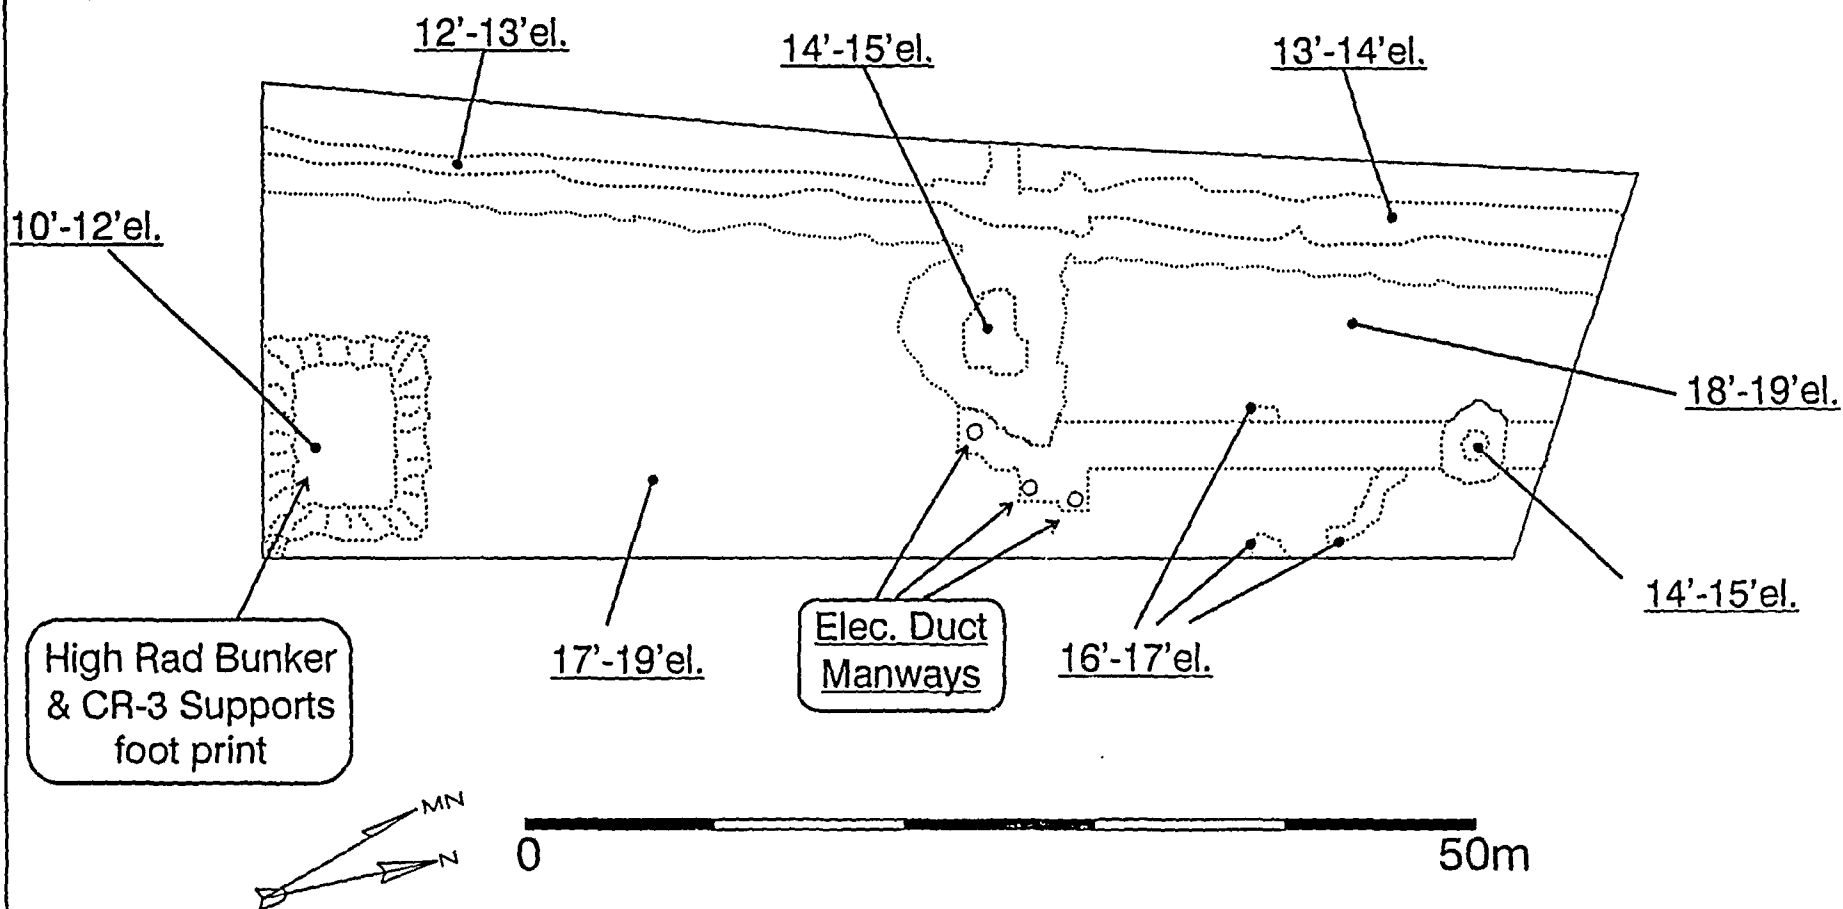 12'-13'el.
14'-15'el.
13'-14'el.
10'-12'el.
18'-19'el.
14'-15'el.
High Rad Bunker
& CR-3 Supports
foot print
17'-19'el.
Elec. Duct
Manways
16'-17'el.
MN
N
0
50m